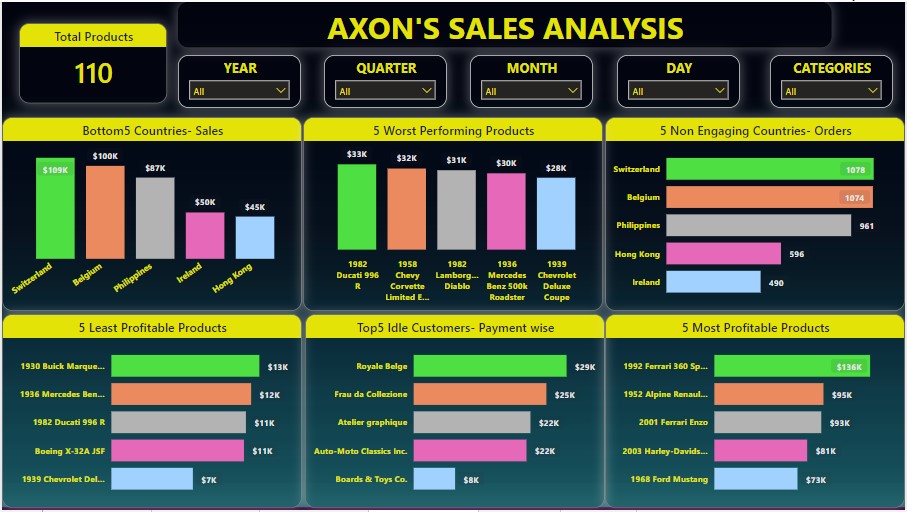 AXON'S SALES ANALYSIS
Total Products
110
YEAR
All
QUARTER
All
MONTH
All
DAY
All
CATEGORIES
All
Bottom5 Countries- Sales
$109K
$100K
$87K
$50K
$45K
Switzerland
Belgium
Philippines
Ireland
Hong Kong
5 Worst Performing Products
$33K
$32K
$31K
$30K
$28K
1982
Ducati 996
R
1958
Chevy
Corvette
Limited E...
1982
Lamborg...
Diablo
1936
Mercedes
Benz 500k
Roadster
1939
Chevrolet
Deluxe
Coupe
5 Non Engaging Countries- Orders
Switzerland 1078
Belgium 1074
Philippines 961
Hong Kong 596
Ireland 490
5 Least Profitable Products
1930 Buick Marque... $13K
1936 Mercedes Ben... $12K
1982 Ducati 996 R $11K
Boeing X-32A JSF $11K
1939 Chevrolet Del... $7K
Top5 Idle Customers- Payment wise
Royale Belge $29K
Frau da Collezione $25K
Atelier graphique $22K
Auto-Moto Classics Inc. $22K
Boards & Toys Co. $8K
5 Most Profitable Products
1992 Ferrari 360 Sp... $136K
1952 Alpine Renaul... $95K
2001 Ferrari Enzo $93K
2003 Harley-Davids... $81K
1968 Ford Mustang $73K